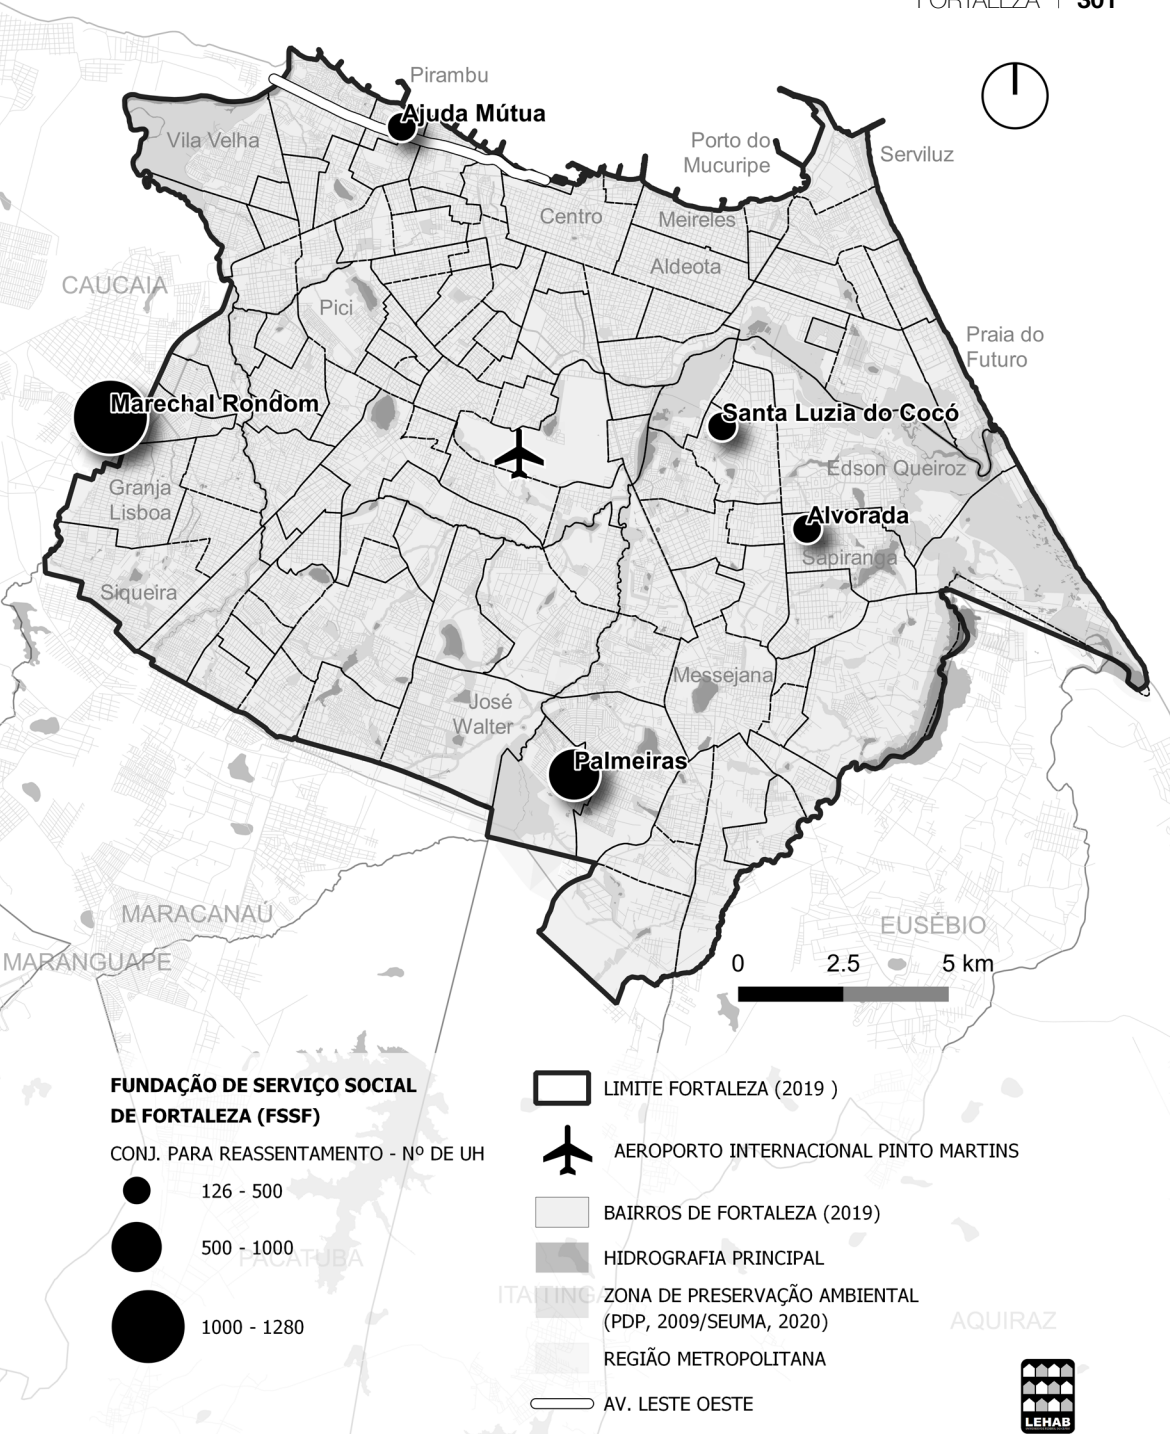 FORTALEZA | 301
Pirambu
Ajuda Mútua
Vila Velha
Porto do
Mucuripe
Serviluz
Centro
Meireles
Aldeota
CAUCAIA
Pici
Praia do
Futuro
Marechal Rondom
Santa Luzia do Cocó
Edson Queiroz
Granja
Lisboa
Alvorada
Sapiranga
Siqueira
Messejana
José
Walter
Palmeiras
MARACANAÚ
EUSÉBIO
MARANGUAPE
0 2.5 5 km
FUNDAÇÃO DE SERVIÇO SOCIAL
DE FORTALEZA (FSSF)
CONJ. PARA REASSENTAMENTO - Nº DE UH
126 - 500
500 - 1000
1000 - 1280
PACATUBA
LIMITE FORTALEZA (2019 )
AEROPORTO INTERNACIONAL PINTO MARTINS
BAIRROS DE FORTALEZA (2019)
HIDROGRAFIA PRINCIPAL
ITAITINGA
ZONA DE PRESERVAÇÃO AMBIENTAL
(PDP, 2009/SEUMA, 2020)
AQUIRAZ
REGIÃO METROPOLITANA
AV. LESTE OESTE
LEHAB